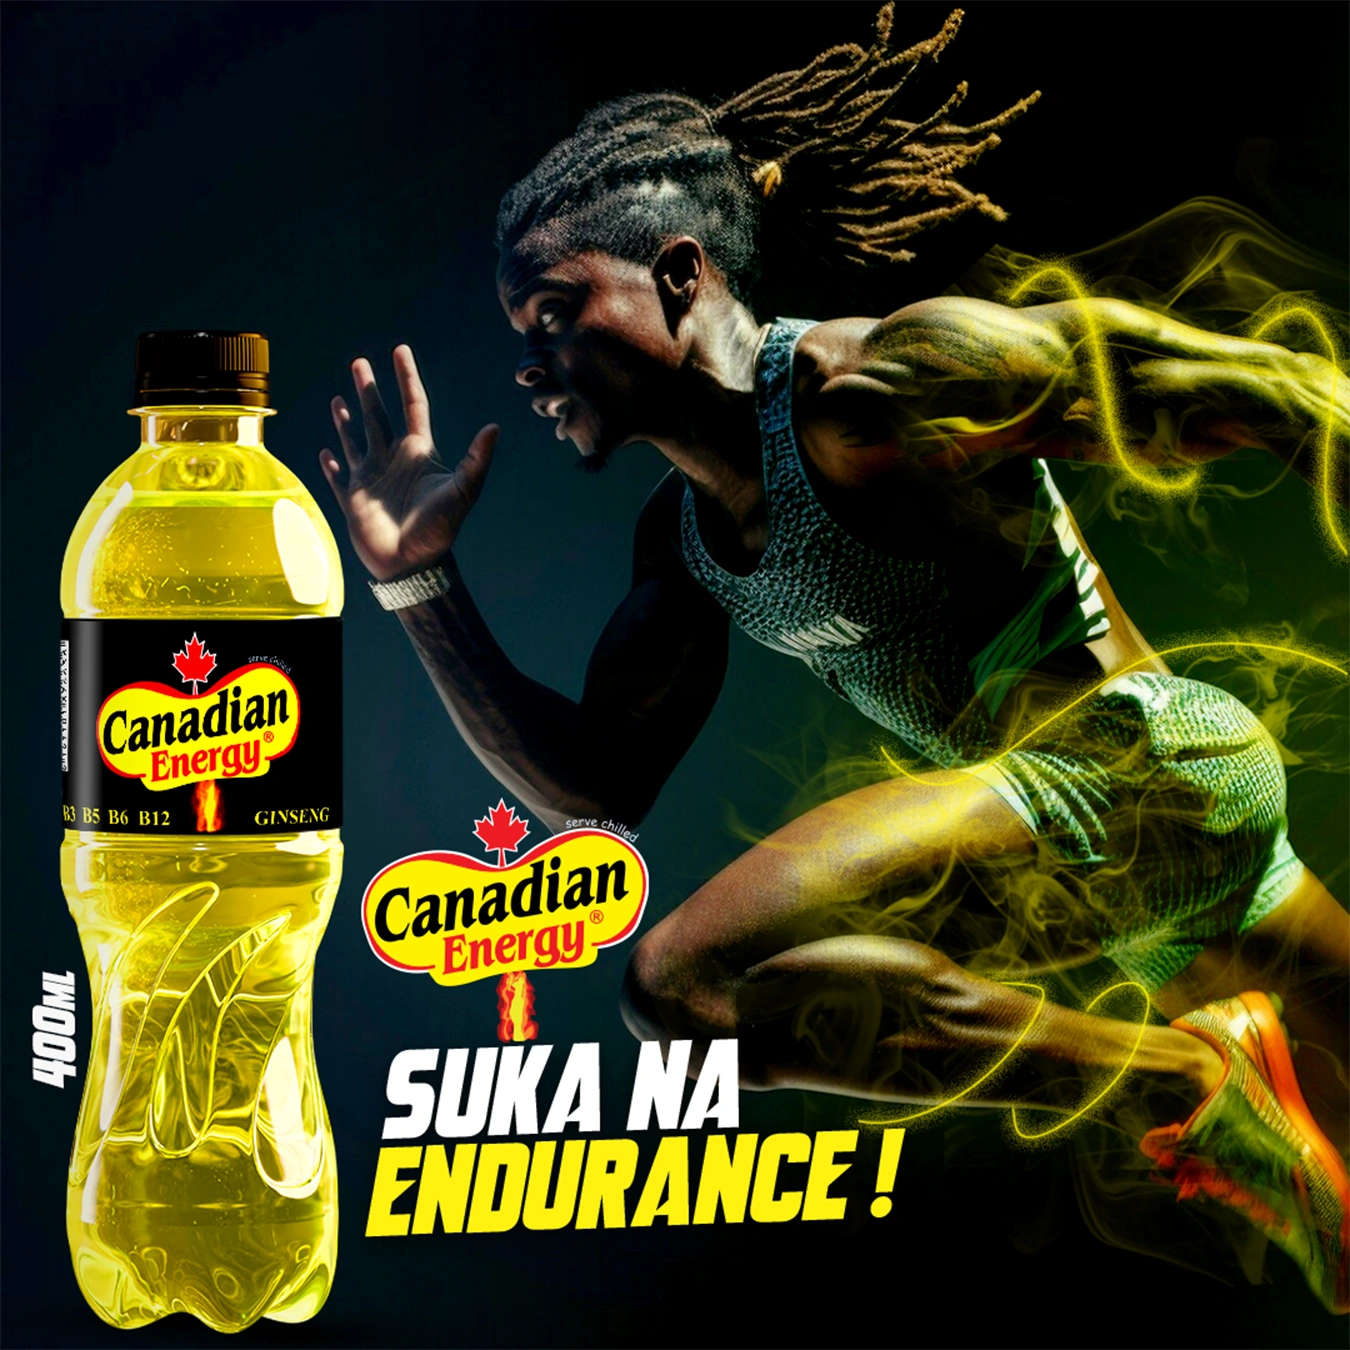 serve chilled
Canadian
Energy®
B3 B5 B6 B12 GINSENG
400ML
serve chilled
Canadian
Energy®
SUKA NA
ENDURANCE !